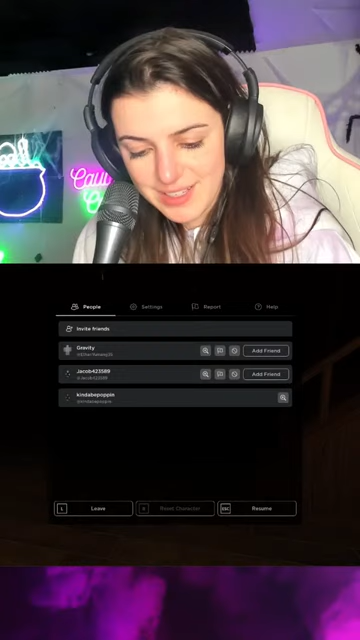 People
Settings
Report
Help
Invite friends
Gravity
Add Friend
Jacob423589
Add Friend
kindabepoppin
L Leave
R Reset Character
ESC Resume